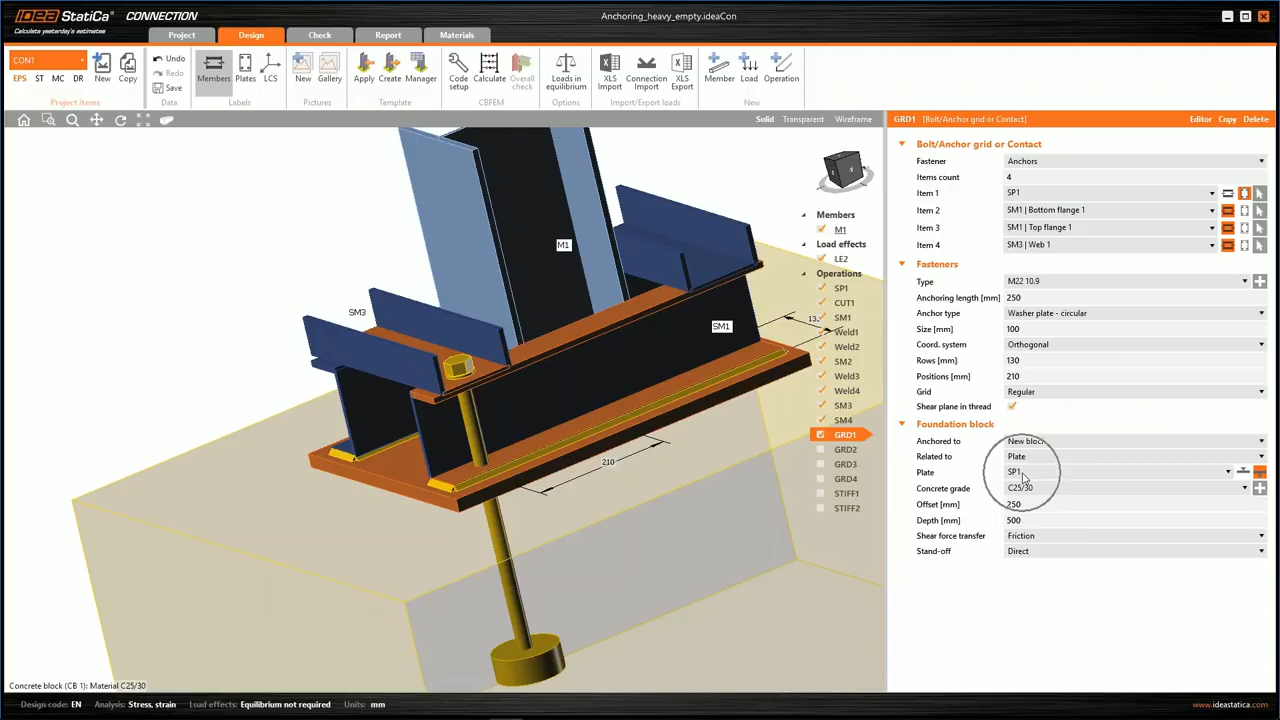 IDEA StatiCa® CONNECTION
Calculate yesterday's estimates
Anchoring_heavy_empty.ideaCon
Project Design Check Report Materials
CON1
EPS ST MC DR
New Copy
Undo
Redo
Save
Members Plates LCS
New Gallery
Apply Create Manager
Code setup Calculate Overall check
Loads in equilibrium
XLS Import Connection Import XLS Export
Member Load Operation
Project items Data Labels Pictures Template CBFEM Options Import/Export loads New
Solid Transparent Wireframe
M1
SM3
SM1
13
210
Members
M1
Load effects
LE2
Operations
SP1
CUT1
SM1
Weld1
Weld2
SM2
Weld3
Weld4
SM3
SM4
GRD1
GRD2
GRD3
GRD4
STIFF1
STIFF2
GRD1 [Bolt/Anchor grid or Contact] Editor Copy Delete
Bolt/Anchor grid or Contact
Fastener Anchors
Items count 4
Item 1 SP1
Item 2 SM1 | Bottom flange 1
Item 3 SM1 | Top flange 1
Item 4 SM3 | Web 1
Fasteners
Type M22 10.9
Anchoring length [mm] 250
Anchor type Washer plate - circular
Size [mm] 100
Coord. system Orthogonal
Rows [mm] 130
Positions [mm] 210
Grid Regular
Shear plane in thread
Foundation block
Anchored to New block
Related to Plate
Plate SP1
Concrete grade C25/30
Offset [mm] 250
Depth [mm] 500
Shear force transfer Friction
Stand-off Direct
Concrete block (CB 1): Material C25/30
Design code: EN Analysis: Stress, strain Load effects: Equilibrium not required Units: mm
www.ideastatica.com